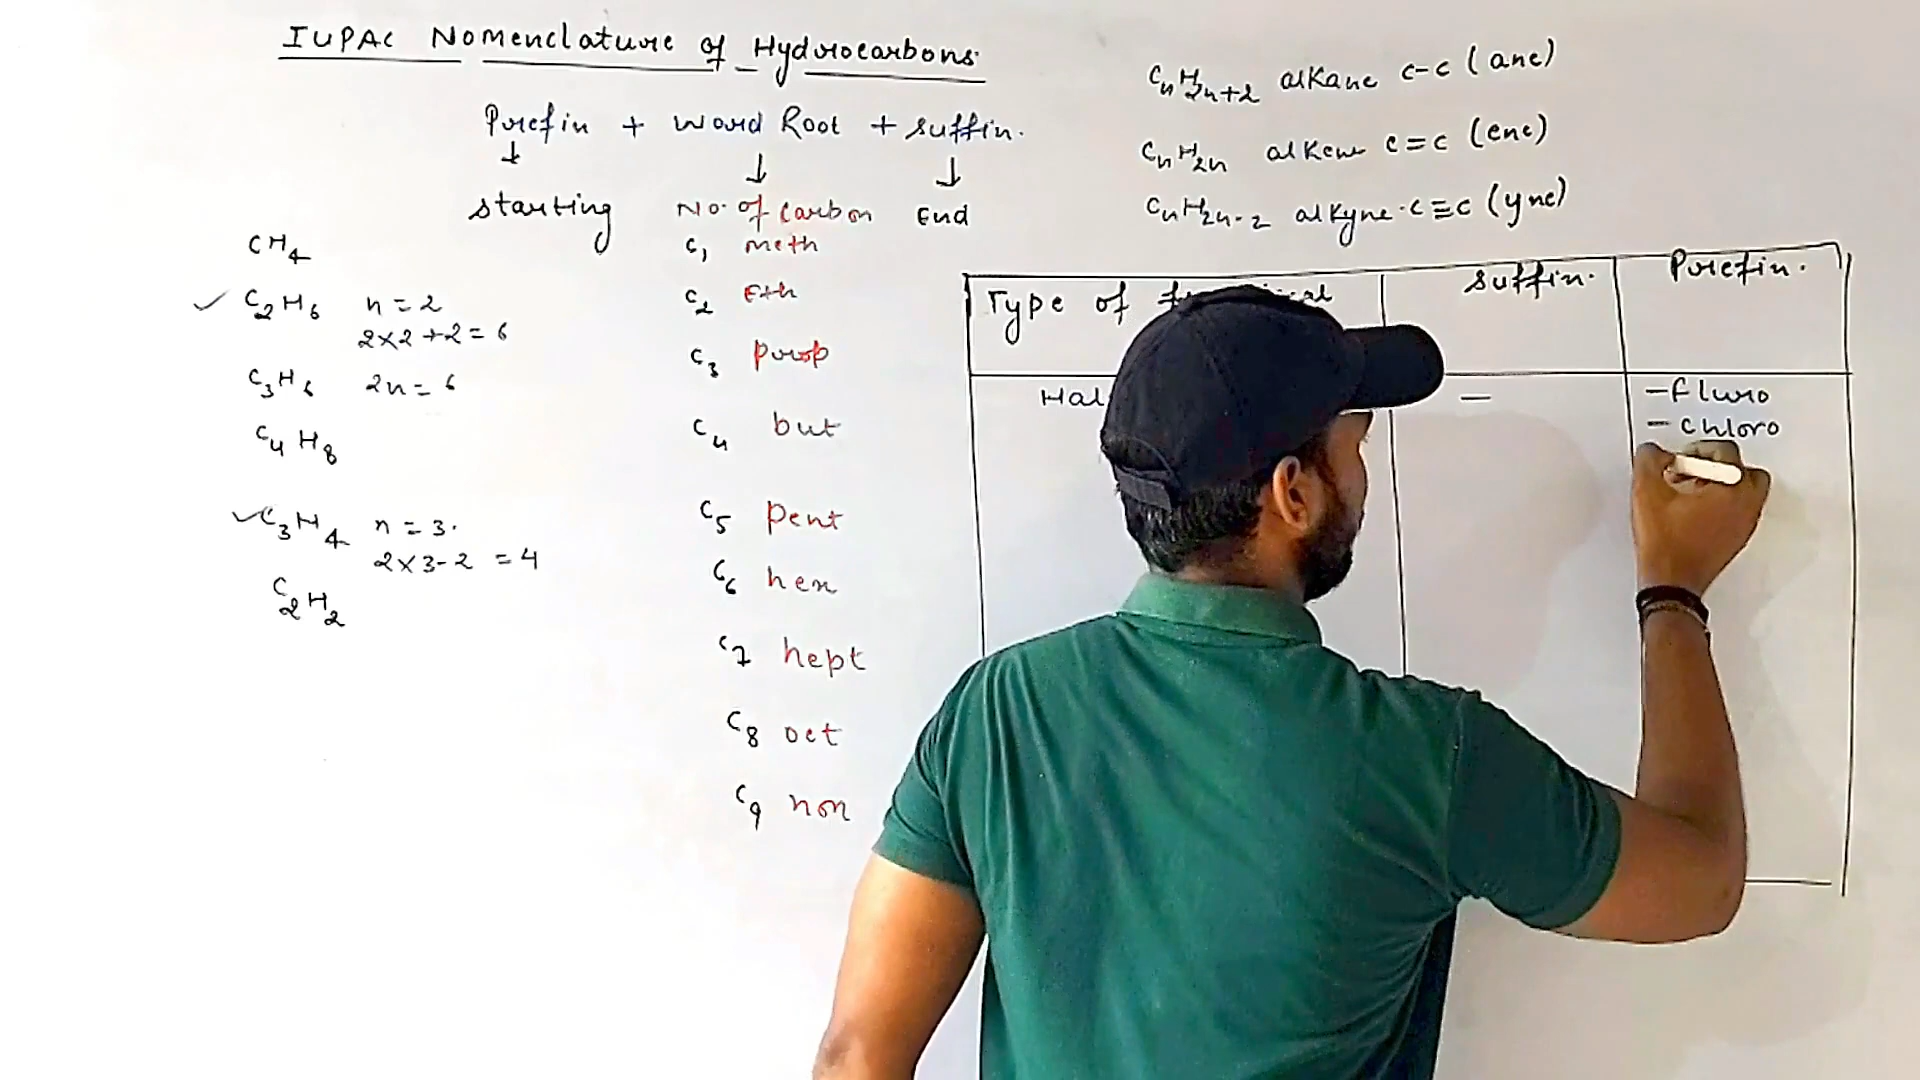 IUPAC Nomenclature of Hydrocarbons.
Prefix + Word Root + suffix.
↓ ↓ ↓
starting No. of carbon End
CH4
C2H6 n = 2
2×2+2 = 6
C3H6 2n = 6
C4H8
C3H4 n = 3.
2×3-2 = 4
C2H2
C1 meth
C2 Eth
C3 prop
C4 but
C5 pent
C6 hex
C7 hept
C8 oct
C9 non
CnH2n+2 alkane C-C (ane)
CnH2n alkene C=C (ene)
CnH2n-2 alkyne. C≡C (yne)
Type of suffix. Prefix.
Hal — -fluro
- chloro